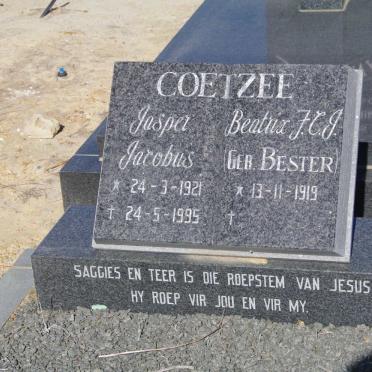 COETZEE
Jasper Beatrix J.C.J.
Jacobus (GEB. BESTER)
* 24-3-1921 * 13-11-1919
† 24-5-1995 †
SAGGIES EN TEER IS DIE ROEPSTEM VAN JESUS
HY ROEP VIR JOU EN VIR MY.